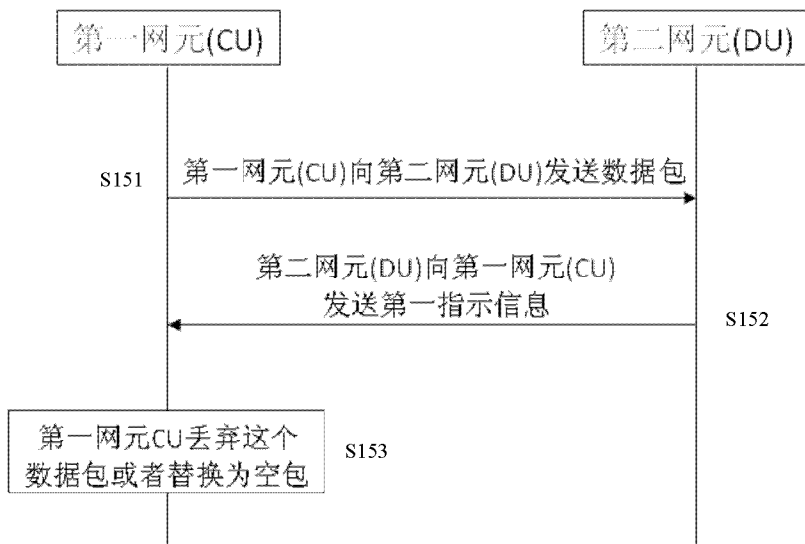 第一网元(CU)
第二网元(DU)
S151
第一网元(CU)向第二网元(DU)发送数据包
第二网元(DU)向第一网元(CU)
发送第一指示信息
S152
第一网元CU丢弃这个
数据包或者替换为空包
S153